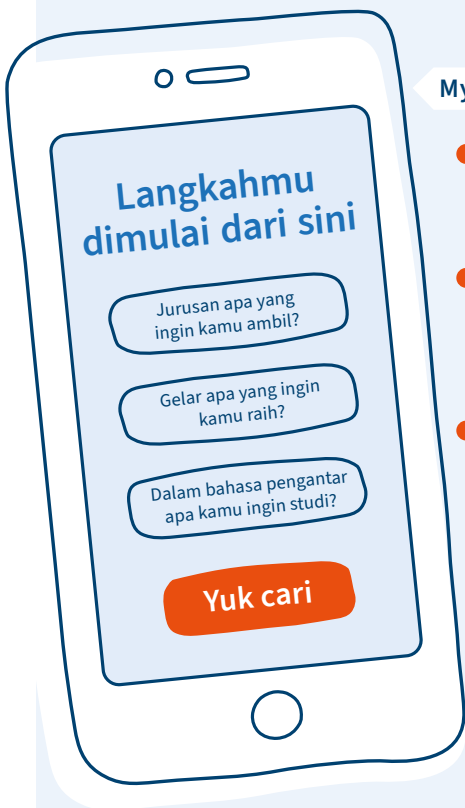 My
Langkahmu
dimulai dari sini
Jurusan apa yang
ingin kamu ambil?
Gelar apa yang ingin
kamu raih?
Dalam bahasa pengantar
apa kamu ingin studi?
Yuk cari